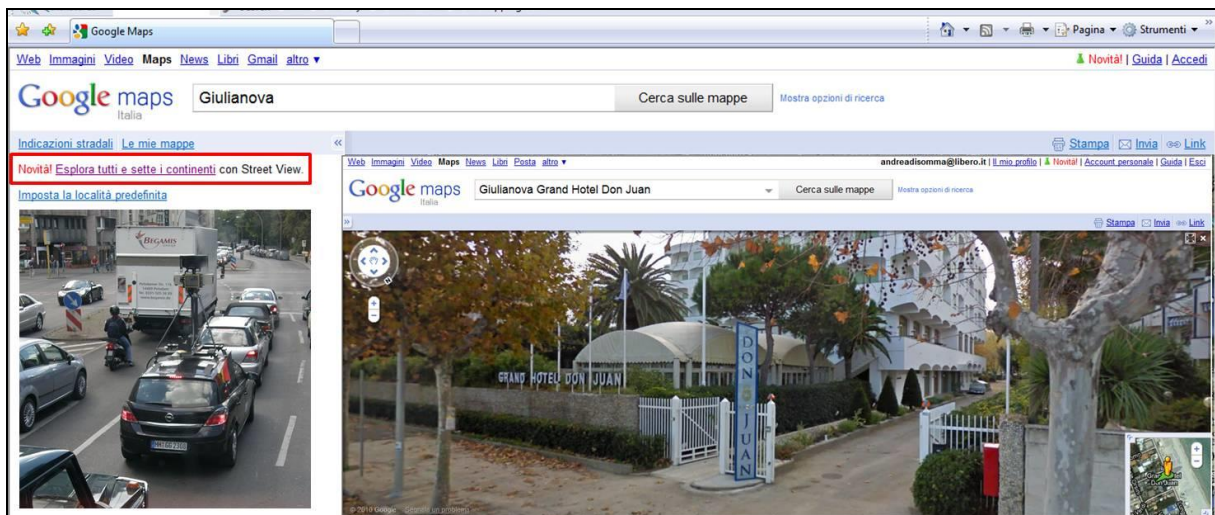 Google Maps
Pagina Strumenti
Web Immagini Video Maps News Libri Gmail altro
Novità! | Guida | Accedi
Google maps
Italia
Giulianova
Cerca sulle mappe
Mostra opzioni di ricerca
Indicazioni stradali Le mie mappe
«
Stampa Invia Link
Novità! Esplora tutti e sette i continenti con Street View.
Imposta la località predefinita
BEGAMIS
Web Immagini Video Maps News Libri Posta altro
andreadisomma@libero.it | Il mio profilo | Novità! | Account personale | Guida | Esci
Google maps
Italia
Giulianova Grand Hotel Don Juan
Cerca sulle mappe
Mostra opzioni di ricerca
»
Stampa Invia Link
GRAND HOTEL DON JUAN
DON JUAN
© 2010 Google Segnala un problema